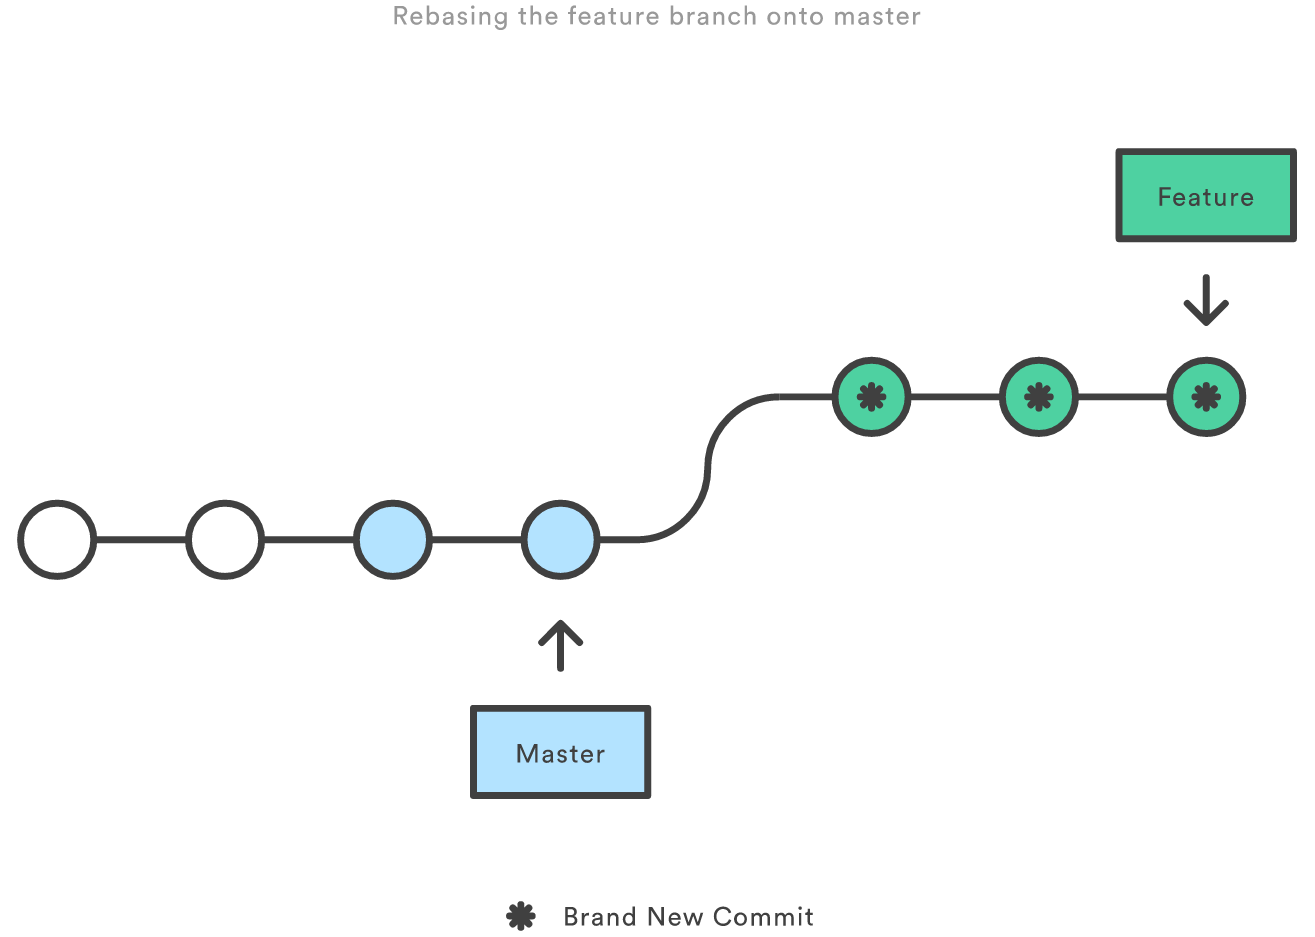 Rebasing the feature branch onto master
Feature
Master
Brand New Commit